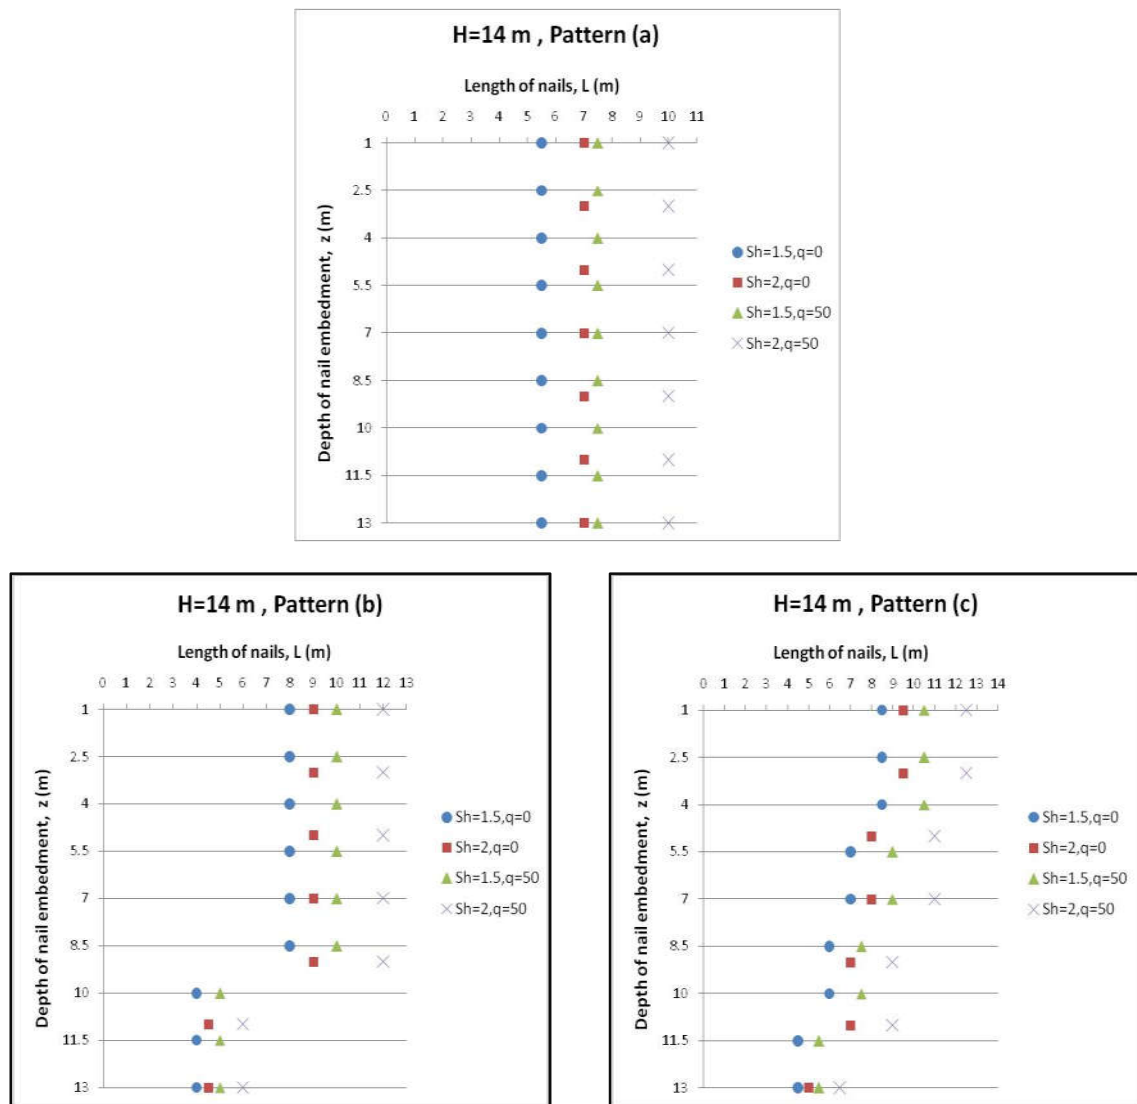 H=14 m , Pattern (a)
Length of nails, L (m)
0 1 2 3 4 5 6 7 8 9 10 11
Depth of nail embedment, z (m)
1
2.5
4
5.5
7
8.5
10
11.5
13
Sh=1.5,q=0
Sh=2,q=0
Sh=1.5,q=50
Sh=2,q=50
H=14 m , Pattern (b)
Length of nails, L (m)
0 1 2 3 4 5 6 7 8 9 10 11 12 13
Depth of nail embedment, z (m)
1
2.5
4
5.5
7
8.5
10
11.5
13
Sh=1.5,q=0
Sh=2,q=0
Sh=1.5,q=50
Sh=2,q=50
H=14 m , Pattern (c)
Length of nails, L (m)
0 1 2 3 4 5 6 7 8 9 10 11 12 13 14
Depth of nail embedment, z (m)
1
2.5
4
5.5
7
8.5
10
11.5
13
Sh=1.5,q=0
Sh=2,q=0
Sh=1.5,q=50
Sh=2,q=50